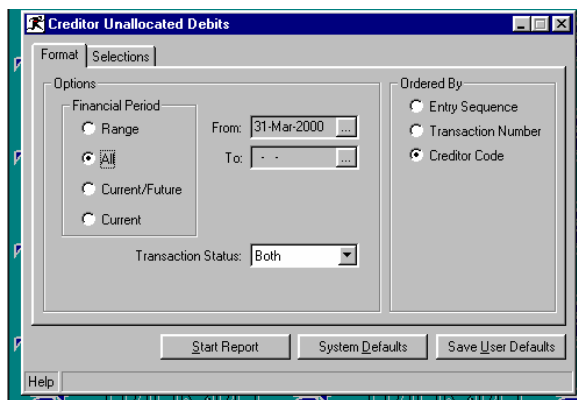 Creditor Unallocated Debits
Format Selections
Options
Ordered By
Financial Period
Range
All
Current/Future
Current
From: 31-Mar-2000 ...
To: - - ...
Transaction Status: Both
Entry Sequence
Transaction Number
Creditor Code
Start Report System Defaults Save User Defaults
Help